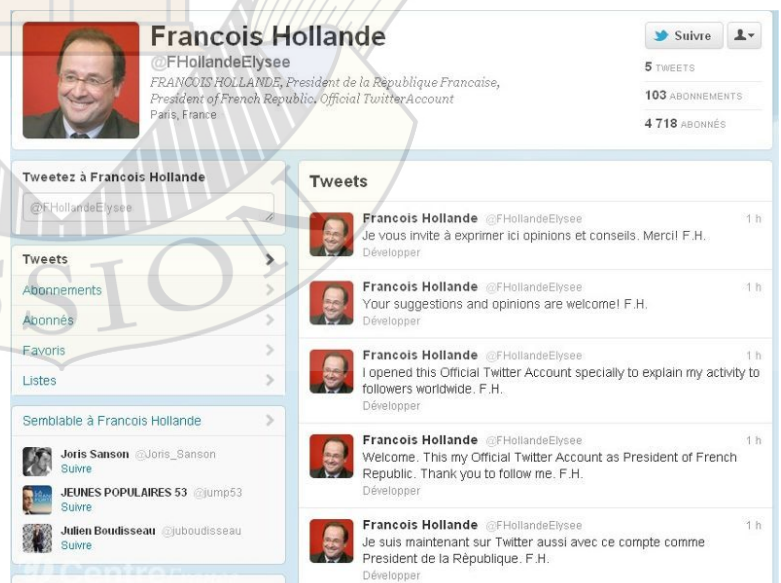 Francois Hollande
@FHollandeElysee
FRANCOIS HOLLANDE, President de la Rèpublique Francaise,
President of French Republic. Official TwitterAccount
Paris, France
Suivre
5 TWEETS
103 ABONNEMENTS
4 718 ABONNÉS
Tweetez à Francois Hollande
@FHollandeElysee
Tweets
Abonnements
Abonnés
Favoris
Listes
Semblable à Francois Hollande
Joris Sanson @Joris_Sanson
Suivre
JEUNES POPULAIRES 53 @jump53
Suivre
Julien Boudisseau @juboudisseau
Suivre
Tweets
Francois Hollande @FHollandeElysee 1 h
Je vous invite à exprimer ici opinions et conseils. Merci! F.H.
Développer
Francois Hollande @FHollandeElysee 1 h
Your suggestions and opinions are welcome! F.H.
Développer
Francois Hollande @FHollandeElysee 1 h
I opened this Official Twitter Account specially to explain my activity to
followers worldwide. F.H.
Développer
Francois Hollande @FHollandeElysee 1 h
Welcome. This my Official Twitter Account as President of French
Republic. Thank you to follow me. F.H.
Développer
Francois Hollande @FHollandeElysee 1 h
Je suis maintenant sur Twitter aussi avec ce compte comme
President de la Rèpublique. F.H.
Développer
SSION
Centre